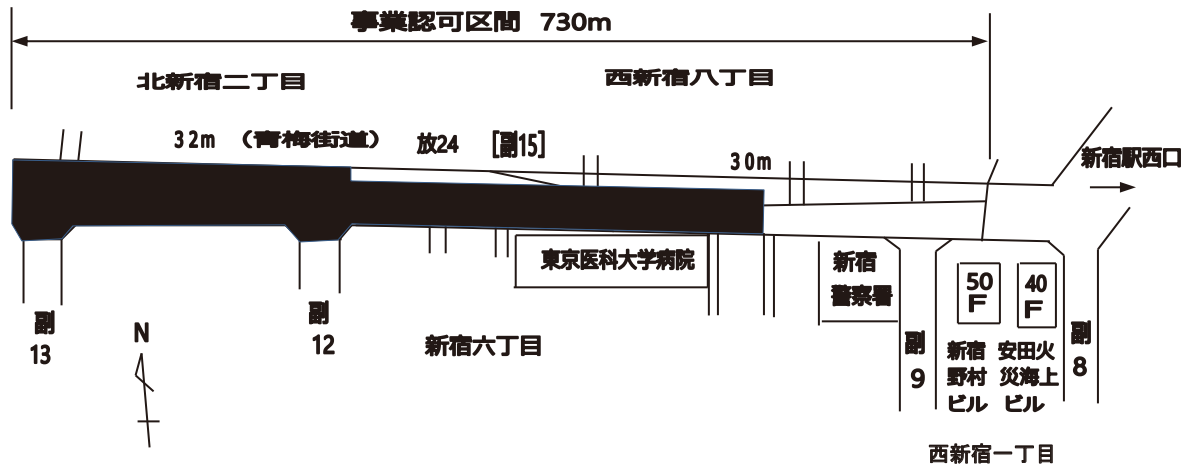 事業認可区間 730m
北新宿二丁目
西新宿八丁目
32m (青梅街道) 放24 [副15]
30m
新宿駅西口
東京医科大学病院
新宿
警察署
50
F
40
F
副
13
副
12
N
新宿六丁目
副
9
新宿
野村
ビル
安田火
災海上
ビル
副
8
西新宿一丁目